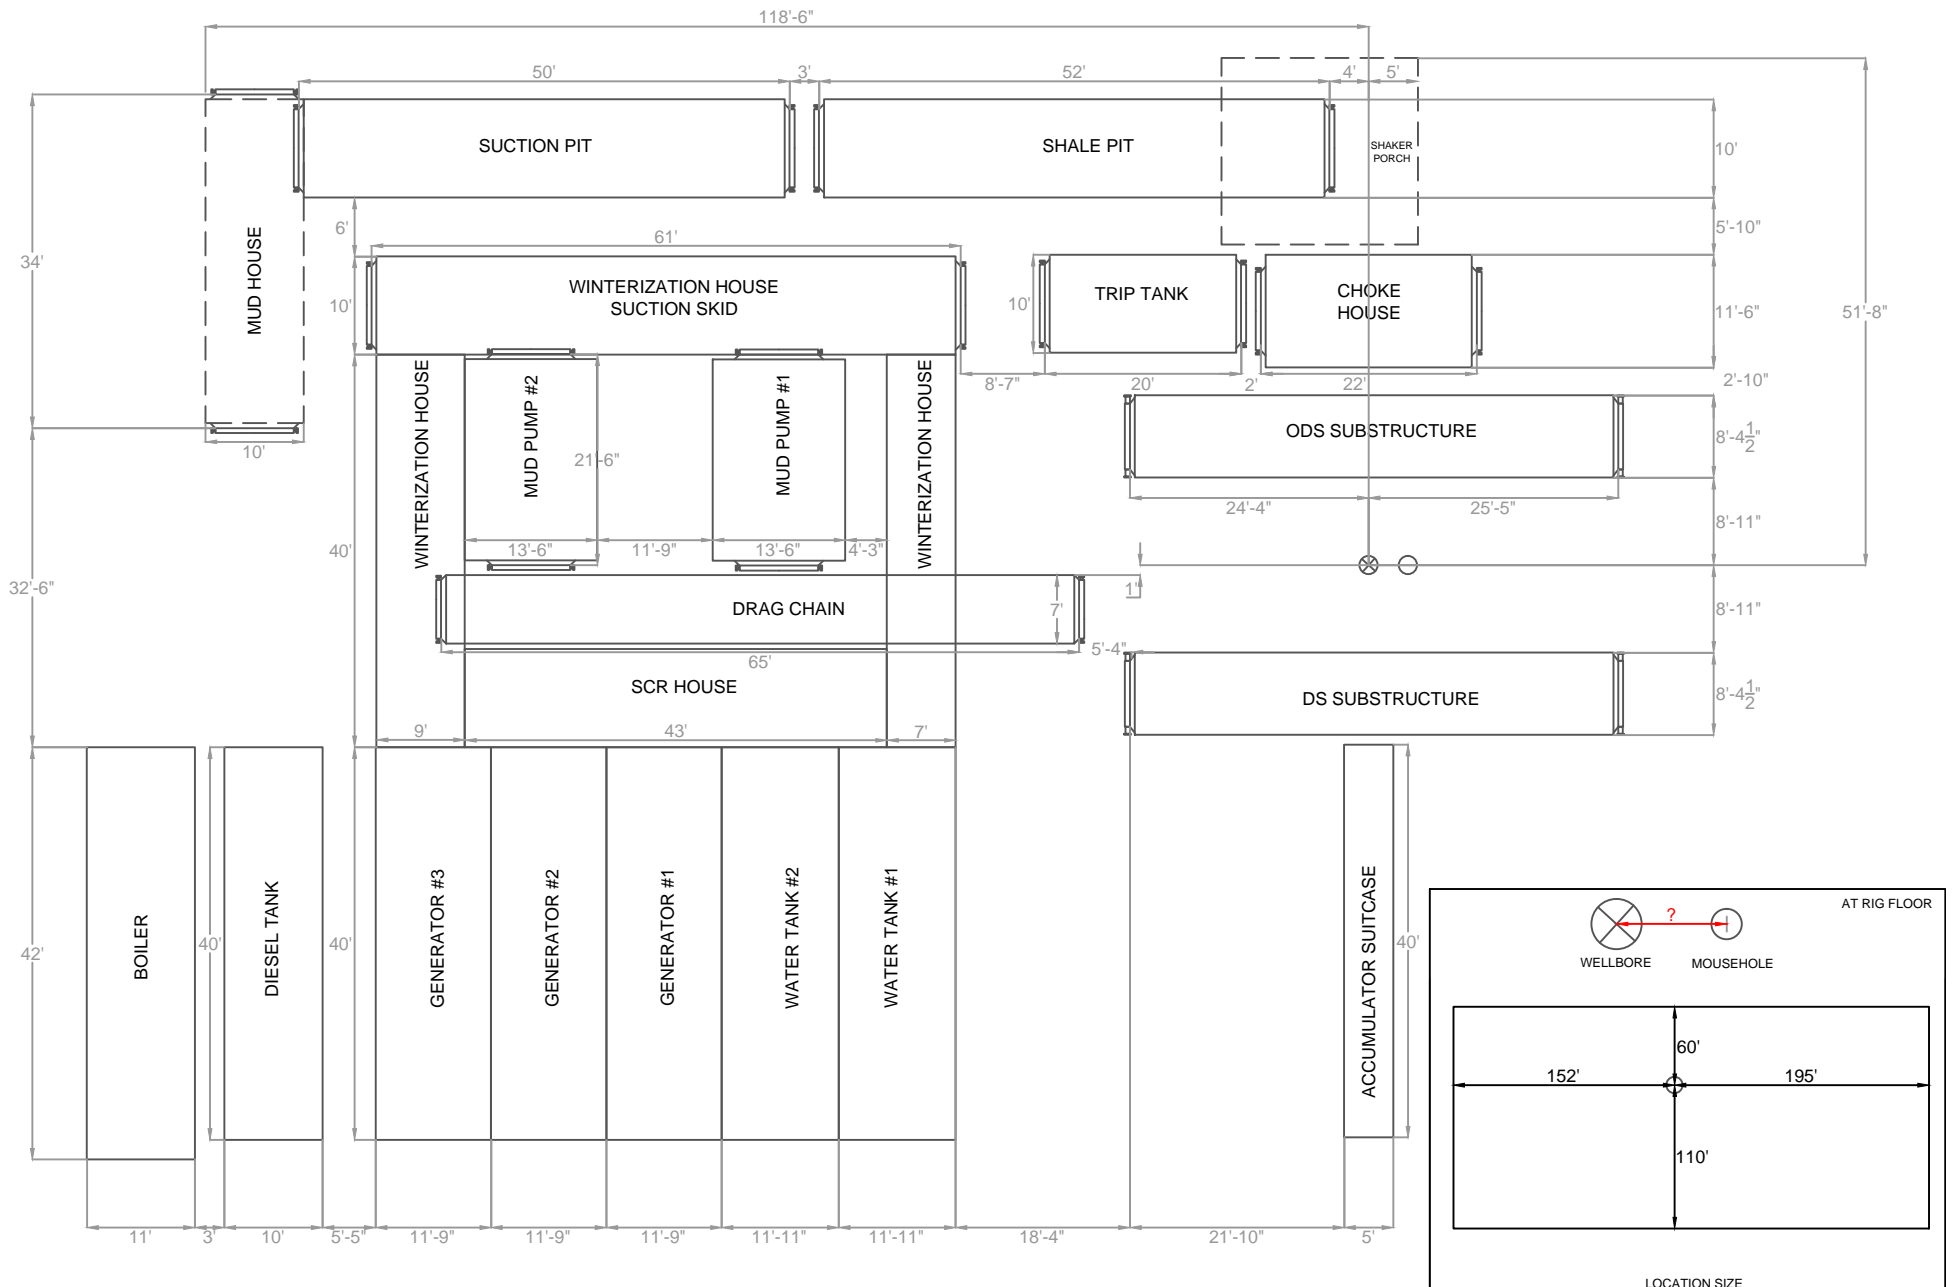 118'-6"
50'
3'
52'
4'
5'
SUCTION PIT
SHALE PIT
SHAKER
PORCH
10'
34'
MUD HOUSE
6'
61'
5'-10"
WINTERIZATION HOUSE
SUCTION SKID
10'
10'
TRIP TANK
CHOKE
HOUSE
11'-6"
51'-8"
8'-7"
20'
2'
22'
2'-10"
10'
WINTERIZATION HOUSE
MUD PUMP #2
21'-6"
MUD PUMP #1
WINTERIZATION HOUSE
ODS SUBSTRUCTURE
8'-4 1/2"
24'-4"
25'-5"
8'-11"
40'
13'-6"
11'-9"
13'-6"
4'-3"
32'-6"
DRAG CHAIN
7'
1'
8'-11"
65'
5'-4"
SCR HOUSE
DS SUBSTRUCTURE
8'-4 1/2"
9'
43'
7'
42'
BOILER
40'
DIESEL TANK
40'
GENERATOR #3
GENERATOR #2
GENERATOR #1
WATER TANK #2
WATER TANK #1
ACCUMULATOR SUITCASE
40'
11'
3'
10'
5'-5"
11'-9"
11'-9"
11'-9"
11'-11"
11'-11"
18'-4"
21'-10"
5'
AT RIG FLOOR
?
WELLBORE
MOUSEHOLE
60'
152'
195'
110'
LOCATION SIZE